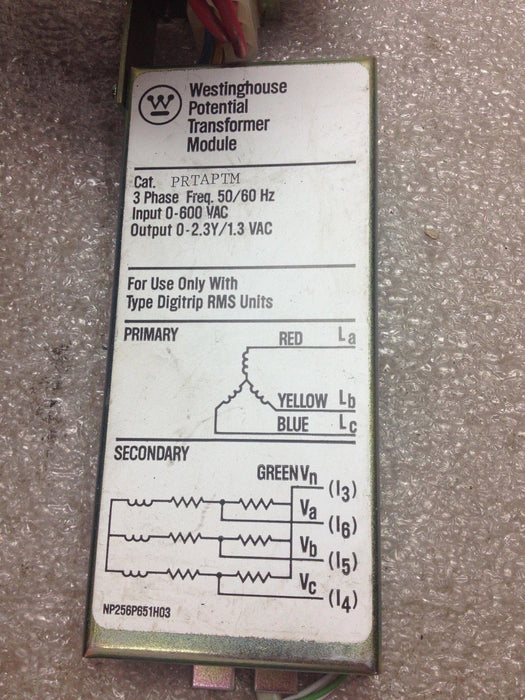 W
Westinghouse
Potential
Transformer
Module
Cat. PRTAPTM
3 Phase Freq. 50/60 Hz
Input 0-600 VAC
Output 0-2.3Y/1.3 VAC
For Use Only With
Type Digitrip RMS Units
PRIMARY
RED La
YELLOW Lb
BLUE Lc
SECONDARY
GREEN Vn (I3)
Va (I6)
Vb (I5)
Vc (I4)
NP256P651H03